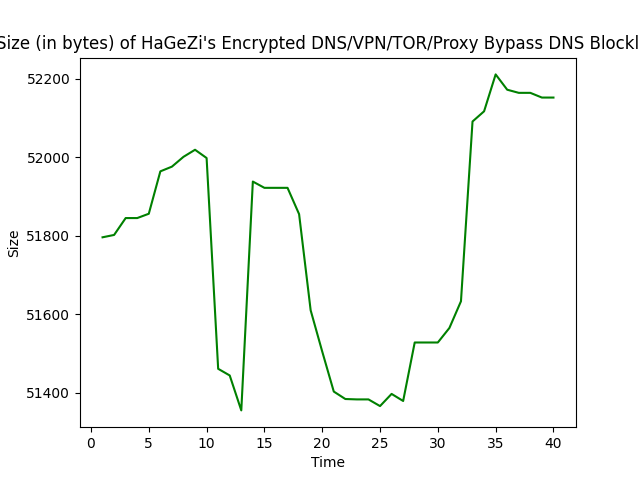 Size (in bytes) of HaGeZi's Encrypted DNS/VPN/TOR/Proxy Bypass DNS Blockl
52200
52000
51800
51600
51400
Size
0 5 10 15 20 25 30 35 40
Time